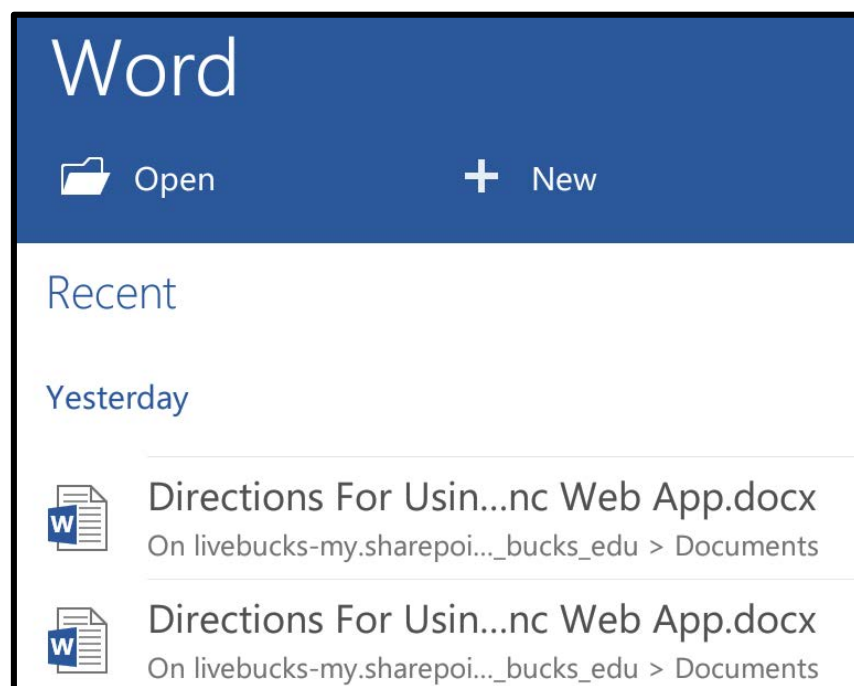 Word
Open New
Recent
Yesterday
W Directions For Usin...nc Web App.docx
On livebucks-my.sharepoi..._bucks_edu > Documents
W Directions For Usin...nc Web App.docx
On livebucks-my.sharepoi..._bucks_edu > Documents